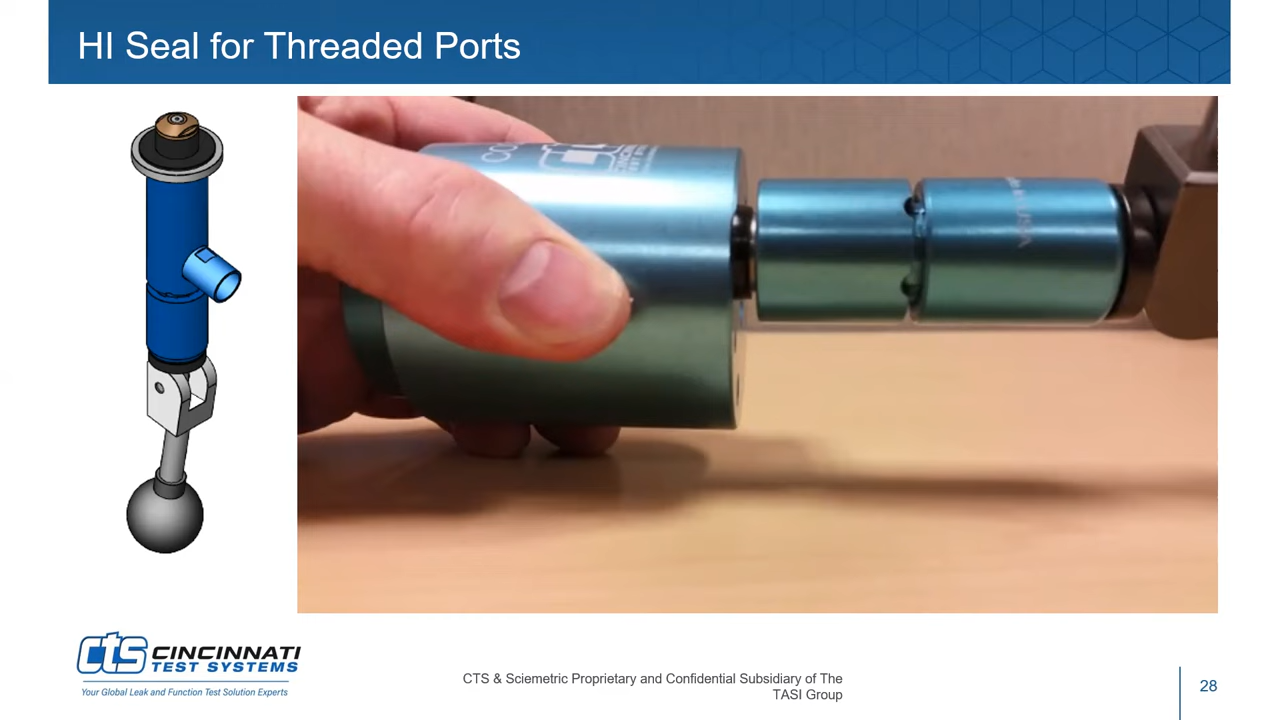 HI Seal for Threaded Ports
cts CINCINNATI
TEST SYSTEMS
Your Global Leak and Function Test Solution Experts
CTS & Sciemetric Proprietary and Confidential Subsidiary of The
TASI Group
28